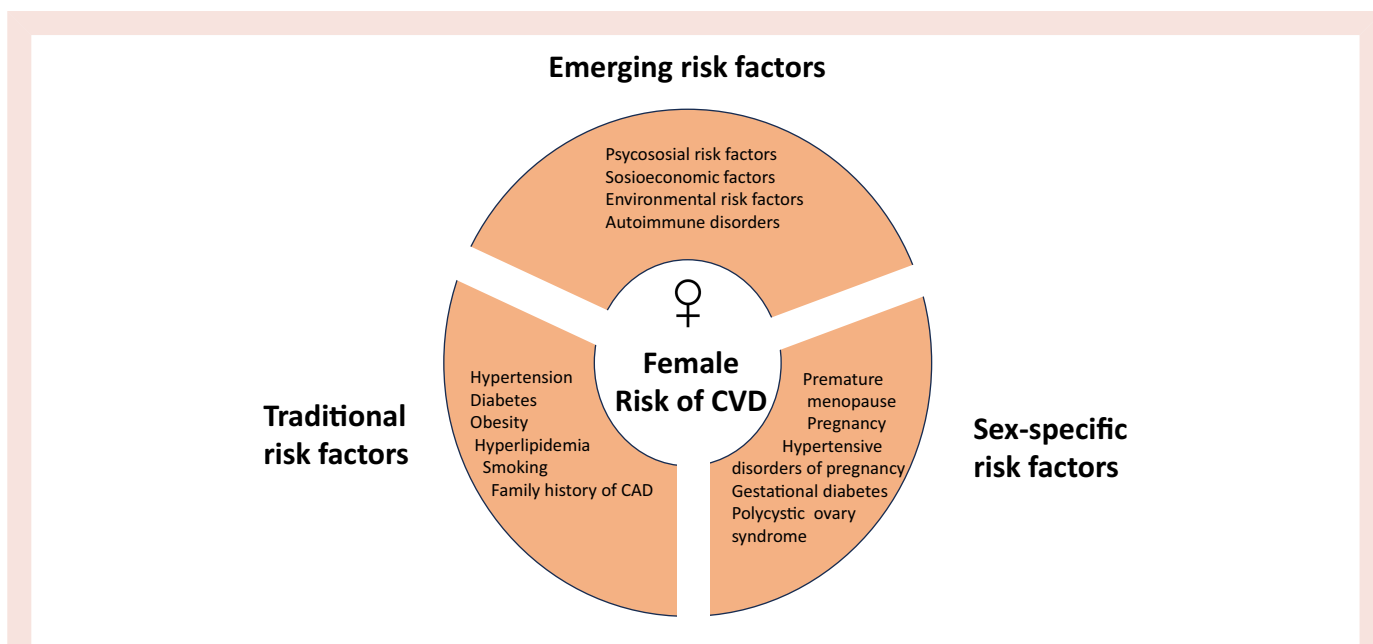 Emerging risk factors
Psycososial risk factors
Sosioeconomic factors
Environmental risk factors
Autoimmune disorders
♀
Female
Risk of CVD
Traditional
risk factors
Hypertension
Diabetes
Obesity
Hyperlipidemia
Smoking
Family history of CAD
Premature
menopause
Pregnancy
Hypertensive
disorders of pregnancy
Gestational diabetes
Polycystic ovary
syndrome
Sex-specific
risk factors